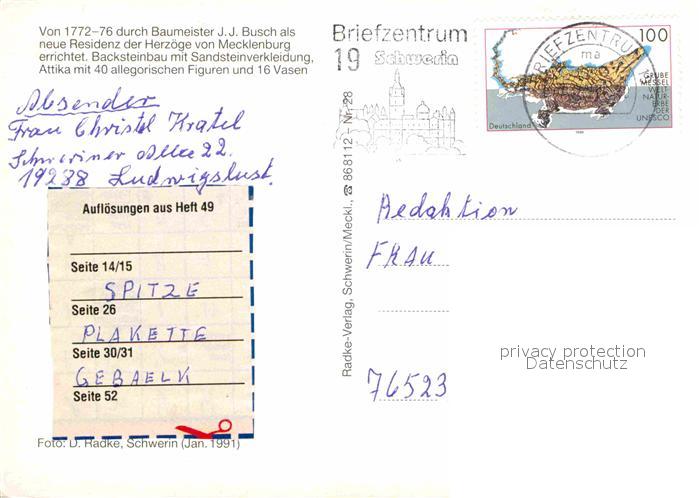 Von 1772–76 durch Baumeister J. J. Busch als
neue Residenz der Herzöge von Mecklenburg
errichtet. Backsteinbau mit Sandsteinverkleidung,
Attika mit 40 allegorischen Figuren und 16 Vasen
Absender
Frau Christel Kratel
Schweriner Allee 22.
19288 Ludwigslust.
Auflösungen aus Heft 49
Seite 14/15
SPITZE
Seite 26
PLAKETTE
Seite 30/31
GEBAELK
Seite 52
Foto: D. Radke, Schwerin (Jan. 1991)
Radke-Verlag, Schwerin/Meckl., ☎ 868112 – Nr. 28
Briefzentrum
19 Schwerin
BRIEFZENTRUM
ma
100
GRUBE
MESSEL
WELT
NATUR-
ERBE
DER
UNESCO
Deutschland
Redaktion
FRAU
76523
privacy protection
Datenschutz